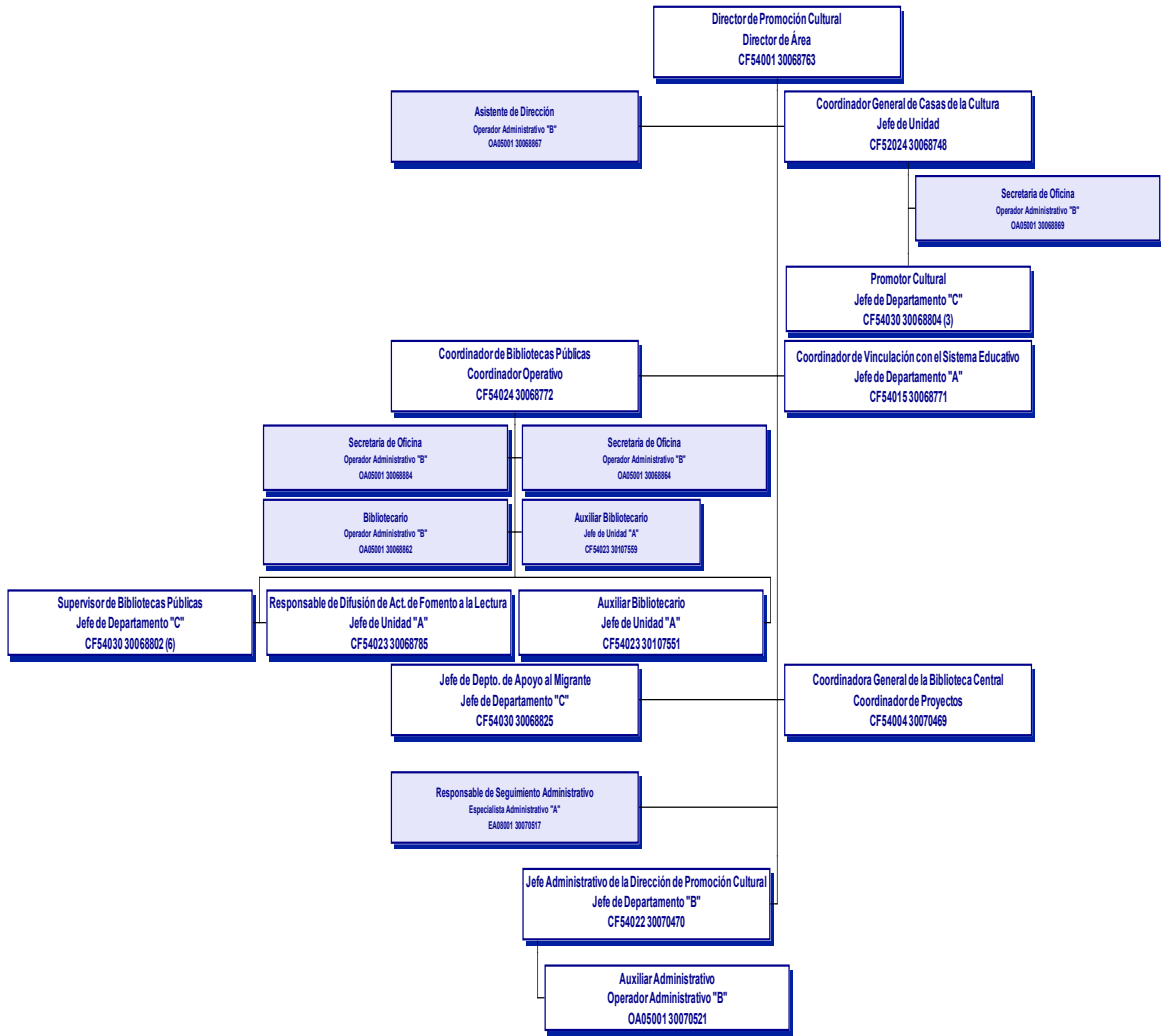 Director de Promoción Cultural
Director de Área
CF54001 30068763
Asistente de Dirección
Operador Administrativo "B"
OA05001 30068867
Coordinador General de Casas de la Cultura
Jefe de Unidad
CF52024 30068748
Secretaria de Oficina
Operador Administrativo "B"
OA05001 30068869
Promotor Cultural
Jefe de Departamento "C"
CF54030 30068804 (3)
Coordinador de Bibliotecas Públicas
Coordinador Operativo
CF54024 30068772
Coordinador de Vinculación con el Sistema Educativo
Jefe de Departamento "A"
CF54015 30068771
Secretaria de Oficina
Operador Administrativo "B"
OA05001 30068884
Secretaria de Oficina
Operador Administrativo "B"
OA05001 30068864
Bibliotecario
Operador Administrativo "B"
OA05001 30068862
Auxiliar Bibliotecario
Jefe de Unidad "A"
CF54023 30107559
Supervisor de Bibliotecas Públicas
Jefe de Departamento "C"
CF54030 30068802 (6)
Responsable de Difusión de Act. de Fomento a la Lectura
Jefe de Unidad "A"
CF54023 30068785
Auxiliar Bibliotecario
Jefe de Unidad "A"
CF54023 30107551
Jefe de Depto. de Apoyo al Migrante
Jefe de Departamento "C"
CF54030 30068825
Coordinadora General de la Biblioteca Central
Coordinador de Proyectos
CF54004 30070469
Responsable de Seguimiento Administrativo
Especialista Administrativo "A"
EA08001 30070517
Jefe Administrativo de la Dirección de Promoción Cultural
Jefe de Departamento "B"
CF54022 30070470
Auxiliar Administrativo
Operador Administrativo "B"
OA05001 30070521